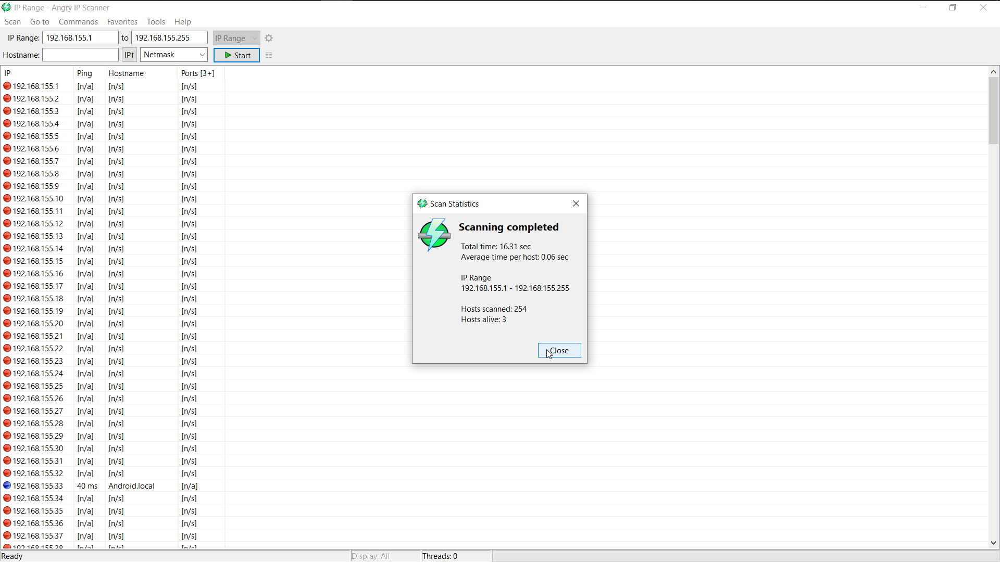 IP Range - Angry IP Scanner
Scan Go to Commands Favorites Tools Help
IP Range: 192.168.155.1 to 192.168.155.255 IP Range
Hostname: IP↑ Netmask Start
IP Ping Hostname Ports [3+]
192.168.155.1 [n/a] [n/s] [n/s]
192.168.155.2 [n/a] [n/s] [n/s]
192.168.155.3 [n/a] [n/s] [n/s]
192.168.155.4 [n/a] [n/s] [n/s]
192.168.155.5 [n/a] [n/s] [n/s]
192.168.155.6 [n/a] [n/s] [n/s]
192.168.155.7 [n/a] [n/s] [n/s]
192.168.155.8 [n/a] [n/s] [n/s]
192.168.155.9 [n/a] [n/s] [n/s]
192.168.155.10 [n/a] [n/s] [n/s]
192.168.155.11 [n/a] [n/s] [n/s]
192.168.155.12 [n/a] [n/s] [n/s]
192.168.155.13 [n/a] [n/s] [n/s]
192.168.155.14 [n/a] [n/s] [n/s]
192.168.155.15 [n/a] [n/s] [n/s]
192.168.155.16 [n/a] [n/s] [n/s]
192.168.155.17 [n/a] [n/s] [n/s]
192.168.155.18 [n/a] [n/s] [n/s]
192.168.155.19 [n/a] [n/s] [n/s]
192.168.155.20 [n/a] [n/s] [n/s]
192.168.155.21 [n/a] [n/s] [n/s]
192.168.155.22 [n/a] [n/s] [n/s]
192.168.155.23 [n/a] [n/s] [n/s]
192.168.155.24 [n/a] [n/s] [n/s]
192.168.155.25 [n/a] [n/s] [n/s]
192.168.155.26 [n/a] [n/s] [n/s]
192.168.155.27 [n/a] [n/s] [n/s]
192.168.155.28 [n/a] [n/s] [n/s]
192.168.155.29 [n/a] [n/s] [n/s]
192.168.155.30 [n/a] [n/s] [n/s]
192.168.155.31 [n/a] [n/s] [n/s]
192.168.155.32 [n/a] [n/s] [n/s]
192.168.155.33 40 ms Android.local [n/a]
192.168.155.34 [n/a] [n/s] [n/s]
192.168.155.35 [n/a] [n/s] [n/s]
192.168.155.36 [n/a] [n/s] [n/s]
192.168.155.37 [n/a] [n/s] [n/s]
192.168.155.38 [n/a] [n/s] [n/s]
Scan Statistics
Scanning completed
Total time: 16.31 sec
Average time per host: 0.06 sec
IP Range
192.168.155.1 - 192.168.155.255
Hosts scanned: 254
Hosts alive: 3
Close
Ready Display: All Threads: 0